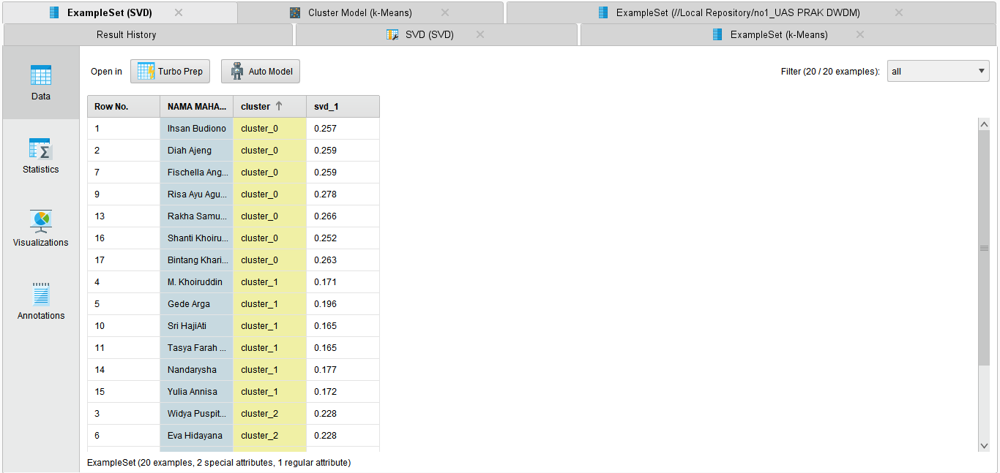 ExampleSet (SVD)
Cluster Model (k-Means)
ExampleSet (//Local Repository/no1_UAS PRAK DWDM)
Result History
SVD (SVD)
ExampleSet (k-Means)
Data
Statistics
Visualizations
Annotations
Open in Turbo Prep Auto Model
Filter (20 / 20 examples): all
Row No. NAMA MAHA... cluster svd_1
1 Ihsan Budiono cluster_0 0.257
2 Diah Ajeng cluster_0 0.259
7 Fischella Ang... cluster_0 0.259
9 Risa Ayu Agu... cluster_0 0.278
13 Rakha Samu... cluster_0 0.266
16 Shanti Khoiru... cluster_0 0.252
17 Bintang Khari... cluster_0 0.263
4 M. Khoiruddin cluster_1 0.171
5 Gede Arga cluster_1 0.196
10 Sri HajiAti cluster_1 0.165
11 Tasya Farah ... cluster_1 0.165
14 Nandarysha cluster_1 0.177
15 Yulia Annisa cluster_1 0.172
3 Widya Puspit... cluster_2 0.228
6 Eva Hidayana cluster_2 0.228
ExampleSet (20 examples, 2 special attributes, 1 regular attribute)